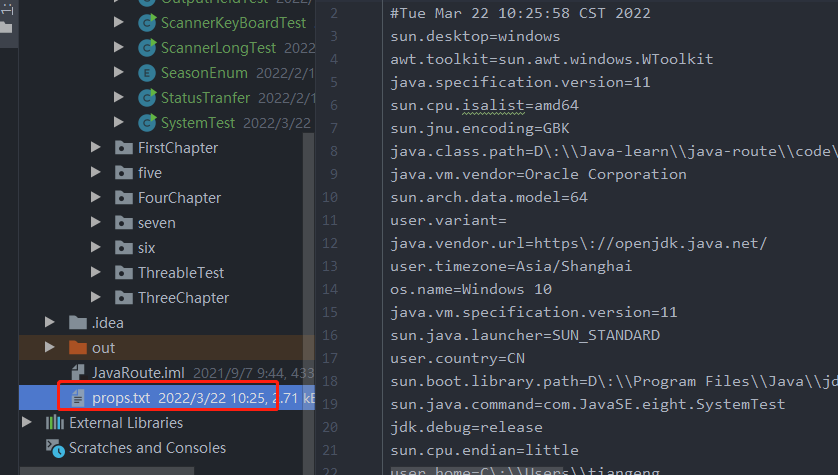 ScannerKeyBoardTest
ScannerLongTest
SeasonEnum 2022/2/1
StatusTranfer 2022/2/1
SystemTest 2022/3/22
FirstChapter
five
FourChapter
seven
six
ThreableTest
ThreeChapter
.idea
out
JavaRoute.iml 2021/9/7 9:44, 433
props.txt 2022/3/22 10:25, 2.71 kB
External Libraries
Scratches and Consoles
2 #Tue Mar 22 10:25:58 CST 2022
3 sun.desktop=windows
4 awt.toolkit=sun.awt.windows.WToolkit
5 java.specification.version=11
6 sun.cpu.isalist=amd64
7 sun.jnu.encoding=GBK
8 java.class.path=D\:\\Java-learn\\java-route\\code\
9 java.vm.vendor=Oracle Corporation
10 sun.arch.data.model=64
11 user.variant=
12 java.vendor.url=https\://openjdk.java.net/
13 user.timezone=Asia/Shanghai
14 os.name=Windows 10
15 java.vm.specification.version=11
16 sun.java.launcher=SUN_STANDARD
17 user.country=CN
18 sun.boot.library.path=D\:\\Program Files\\Java\\jd
19 sun.java.command=com.JavaSE.eight.SystemTest
20 jdk.debug=release
21 sun.cpu.endian=little
22 user.home=C\:\\Users\\tiangeng